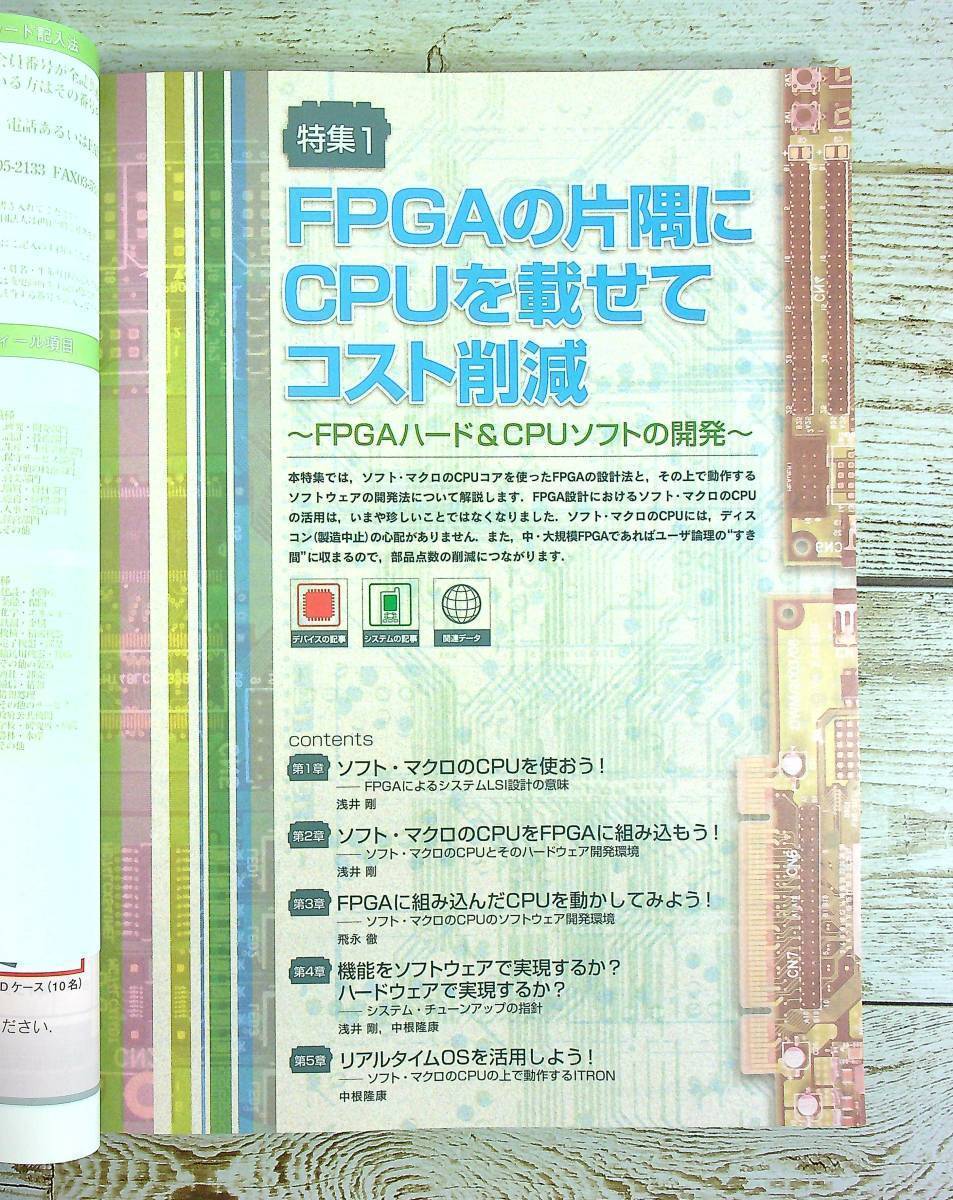 ード記入法
電話あるいは
05-2133 FAX03-
ィール項目
Dケース(10名)
ださい.
特集1
FPGAの片隅に
CPUを載せて
コスト削減
～FPGAハード＆CPUソフトの開発～
本特集では，ソフト・マクロのCPUコアを使ったFPGAの設計法と，その上で動作する
ソフトウェアの開発法について解説します．FPGA設計におけるソフト・マクロのCPU
の活用は，いまや珍しいことではなくなりました．ソフト・マクロのCPUには，ディス
コン(製造中止)の心配がありません．また，中・大規模FPGAであればユーザ論理の“すき
間”に収まるので，部品点数の削減につながります．
デバイスの記事
システムの記事
関連データ
contents
第1章 ソフト・マクロのCPUを使おう！
── FPGAによるシステムLSI設計の意味
浅井 剛
第2章 ソフト・マクロのCPUをFPGAに組み込もう！
── ソフト・マクロのCPUとそのハードウェア開発環境
浅井 剛
第3章 FPGAに組み込んだCPUを動かしてみよう！
── ソフト・マクロのCPUのソフトウェア開発環境
飛永 徹
第4章 機能をソフトウェアで実現するか？
ハードウェアで実現するか？
── システム・チューンアップの指針
浅井 剛，中根隆康
第5章 リアルタイムOSを活用しよう！
── ソフト・マクロのCPUの上で動作するITRON
中根隆康
CN6
CN7